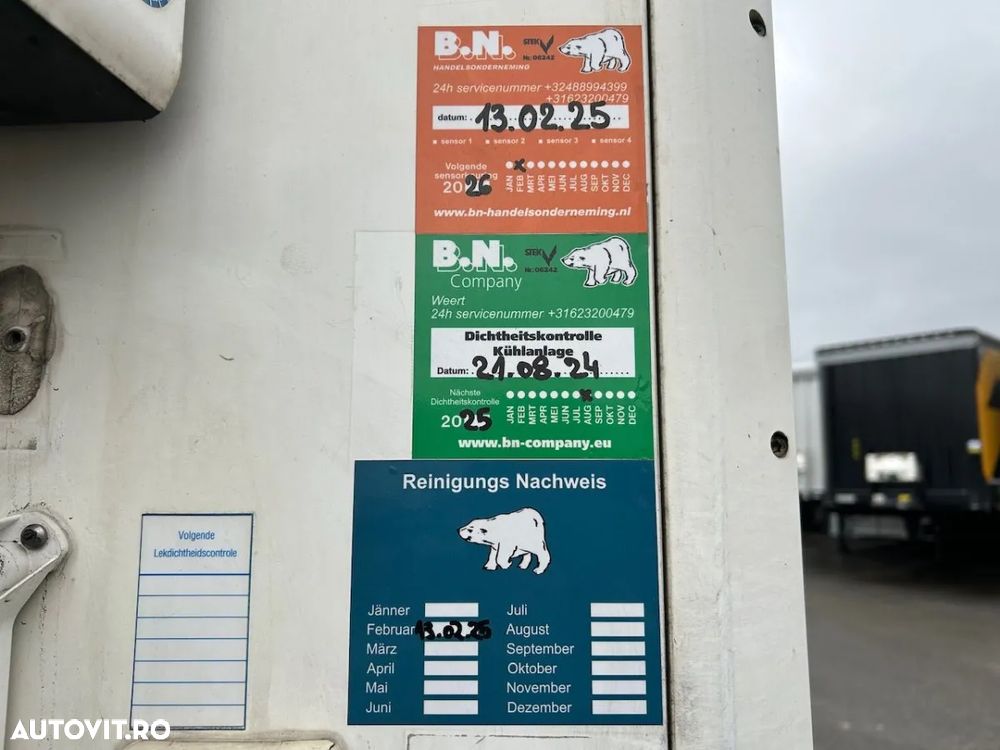 B.N.
STEK
Nr. 06242
HANDELSONDERNEMING
24h servicenummer +32488994399
+31623200479
datum: 13.02.25
sensor 1 sensor 2 sensor 3 sensor 4
Volgende
2026
JAN FEB MRT APR MEI JUN JUL AUG SEP OKT NOV DEC
www.bn-handelsonderneming.nl
B.N.
STEK
Nr. 06242
Company
Weert
24h servicenummer +31623200479
Dichtheitskontrolle
Kühlanlage
Datum: 21.08.24
Nächste
Dichtheitskontrolle
2025
JAN FEB MRT APR MEI JUN JUL AUG SEP OKT NOV DEC
www.bn-company.eu
Reinigungs Nachweis
Jänner Juli
Februar 13.02.25 August
März September
April Oktober
Mai November
Juni Dezember
Volgende
Lekdichtheidscontrole
AUTOVIT.RO